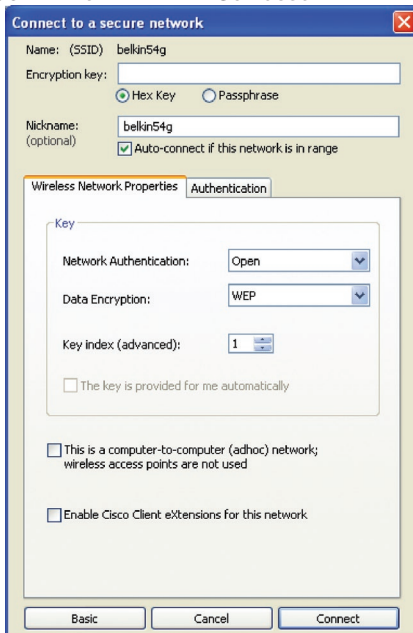 Connect to a secure network
Name: (SSID) belkin54g
Encryption key:
Hex Key Passphrase
Nickname: belkin54g
(optional)
Auto-connect if this network is in range
Wireless Network Properties Authentication
Key
Network Authentication: Open
Data Encryption: WEP
Key index (advanced): 1
The key is provided for me automatically
This is a computer-to-computer (adhoc) network;
wireless access points are not used
Enable Cisco Client eXtensions for this network
Basic Cancel Connect